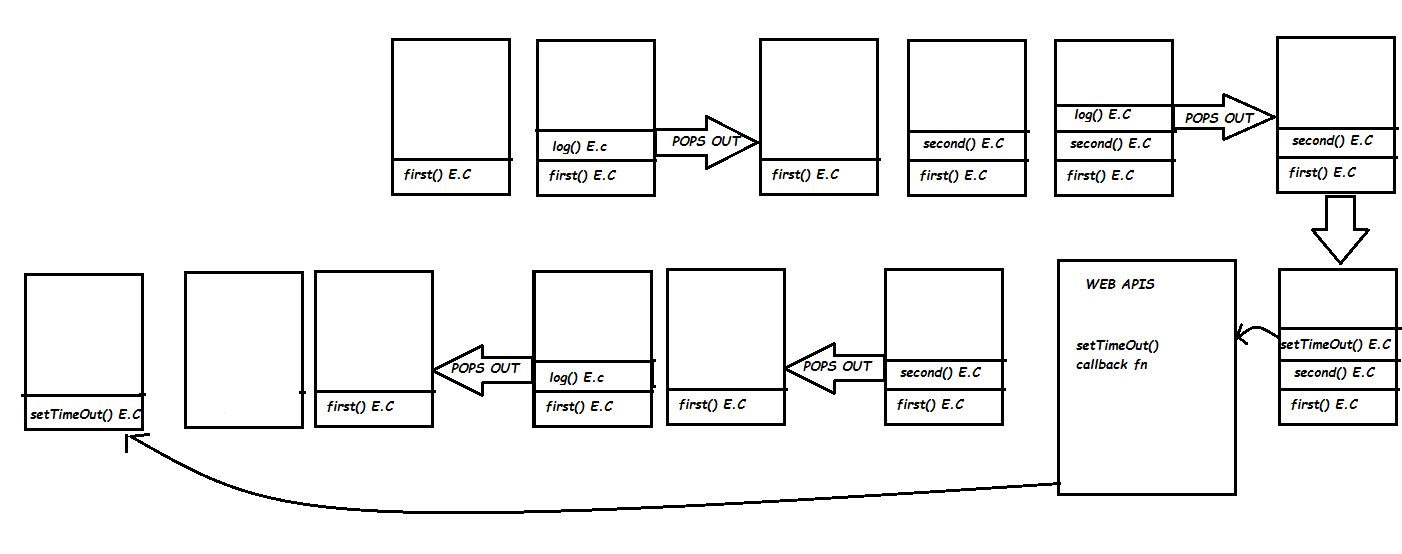 first() E.C
log() E.c
first() E.C
POPS OUT
first() E.C
second() E.C
first() E.C
log() E.C
second() E.C
first() E.C
POPS OUT
second() E.C
first() E.C
setTimeOut() E.C
second() E.C
first() E.C
WEB APIS
setTimeOut()
callback fn
second() E.C
first() E.C
POPS OUT
first() E.C
log() E.c
first() E.C
POPS OUT
first() E.C
setTimeOut() E.C